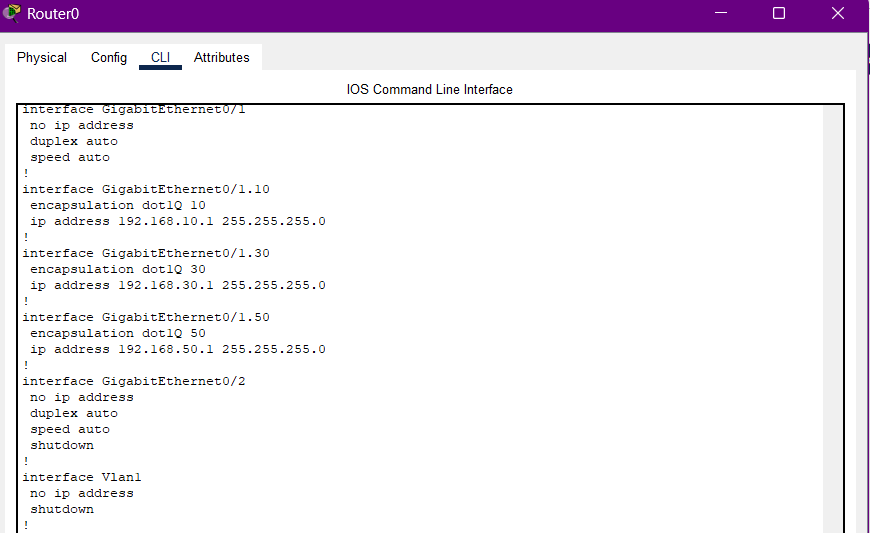 Router0
Physical Config CLI Attributes
IOS Command Line Interface
interface GigabitEthernet0/1
 no ip address
 duplex auto
 speed auto
!
interface GigabitEthernet0/1.10
 encapsulation dot1Q 10
 ip address 192.168.10.1 255.255.255.0
!
interface GigabitEthernet0/1.30
 encapsulation dot1Q 30
 ip address 192.168.30.1 255.255.255.0
!
interface GigabitEthernet0/1.50
 encapsulation dot1Q 50
 ip address 192.168.50.1 255.255.255.0
!
interface GigabitEthernet0/2
 no ip address
 duplex auto
 speed auto
 shutdown
!
interface Vlan1
 no ip address
 shutdown
!